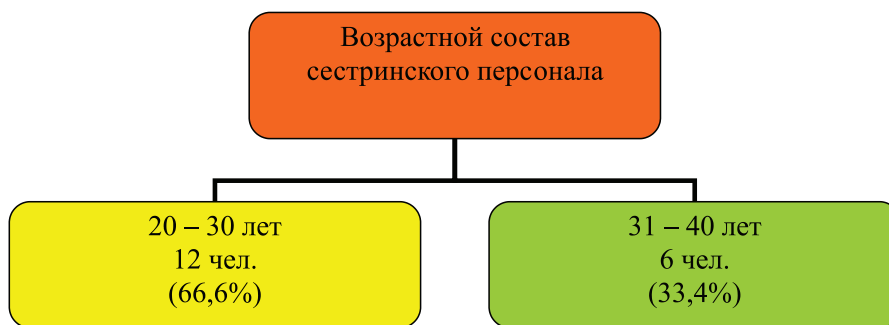 Возрастной состав
сестринского персонала
20 – 30 лет
12 чел.
(66,6%)
31 – 40 лет
6 чел.
(33,4%)